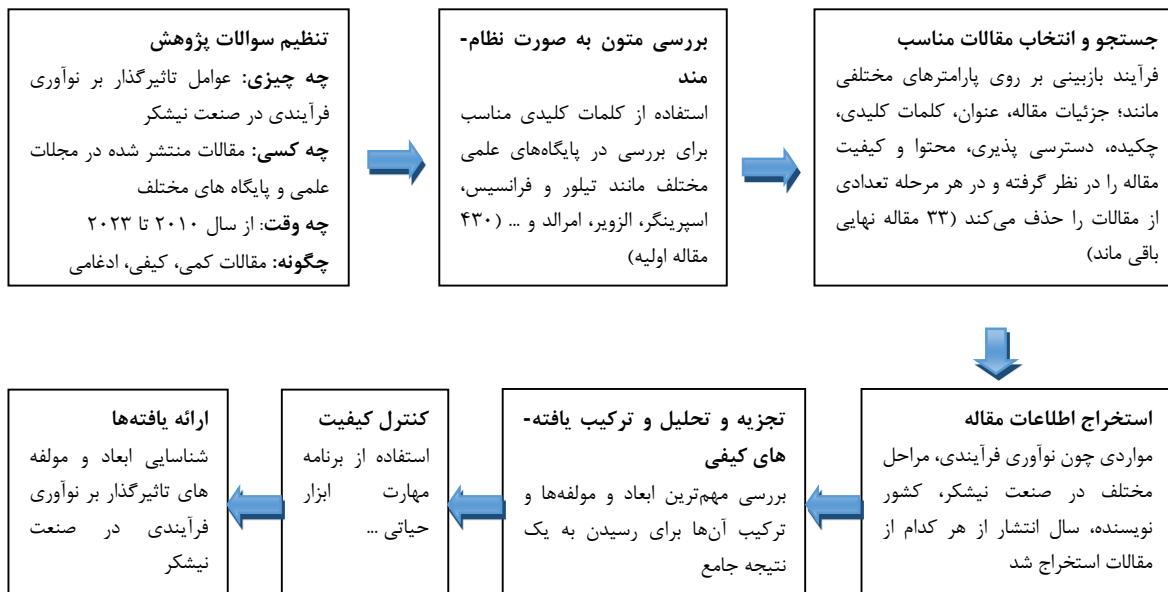 تنظیم سوالات پژوهش
چه چیزی: عوامل تاثیرگذار بر نوآوری
فرآیندی در صنعت نیشکر
چه کسی: مقالات منتشر شده در مجلات
علمی و پایگاه های مختلف
چه وقت: از سال ۲۰۱۰ تا ۲۰۲۳
چگونه: مقالات کمی، کیفی، ادغامی
بررسی متون به صورت نظام-
مند
استفاده از کلمات کلیدی مناسب
برای بررسی در پایگاه‌های علمی
مختلف مانند تیلور و فرانسیس،
اسپرینگر، الزویر، امرالد و ... (۴۳۰
مقاله اولیه)
جستجو و انتخاب مقالات مناسب
فرآیند بازبینی بر روی پارامترهای مختلفی
مانند؛ جزئیات مقاله، عنوان، کلمات کلیدی،
چکیده، دسترسی پذیری، محتوا و کیفیت
مقاله را در نظر گرفته و در هر مرحله تعدادی
از مقالات را حذف می‌کند (۳۳ مقاله نهایی
باقی ماند)
استخراج اطلاعات مقاله
مواردی چون نوآوری فرآیندی، مراحل
مختلف در صنعت نیشکر، کشور
نویسنده، سال انتشار از هر کدام از
مقالات استخراج شد
تجزیه و تحلیل و ترکیب یافته-
های کیفی
بررسی مهم‌ترین ابعاد و مولفه‌ها و
ترکیب آن‌ها برای رسیدن به یک
نتیجه جامع
کنترل کیفیت
استفاده از برنامه
مهارت ابزار
حیاتی ...
ارائه یافته‌ها
شناسایی ابعاد و مولفه
های تاثیرگذار بر نوآوری
فرآیندی در صنعت
نیشکر